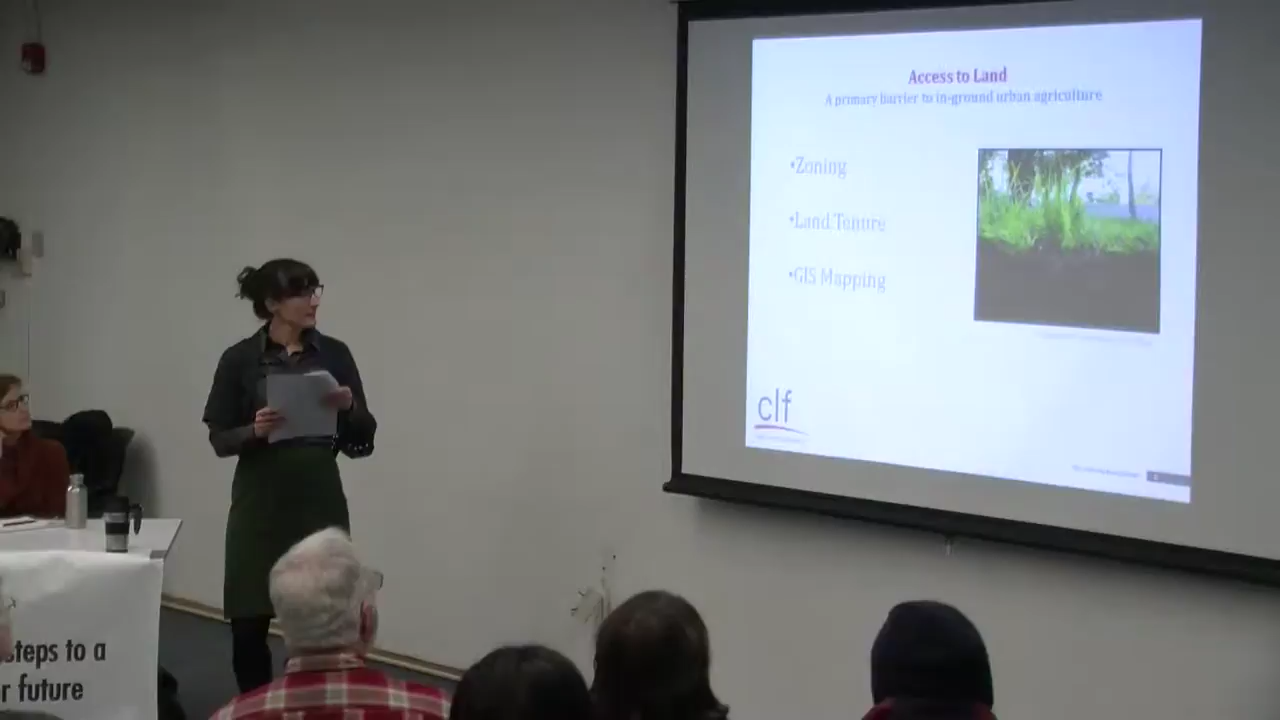 Access to Land
A primary barrier to in-ground urban agriculture
•Zoning
•Land Tenure
•GIS Mapping
clf
steps to a
r future